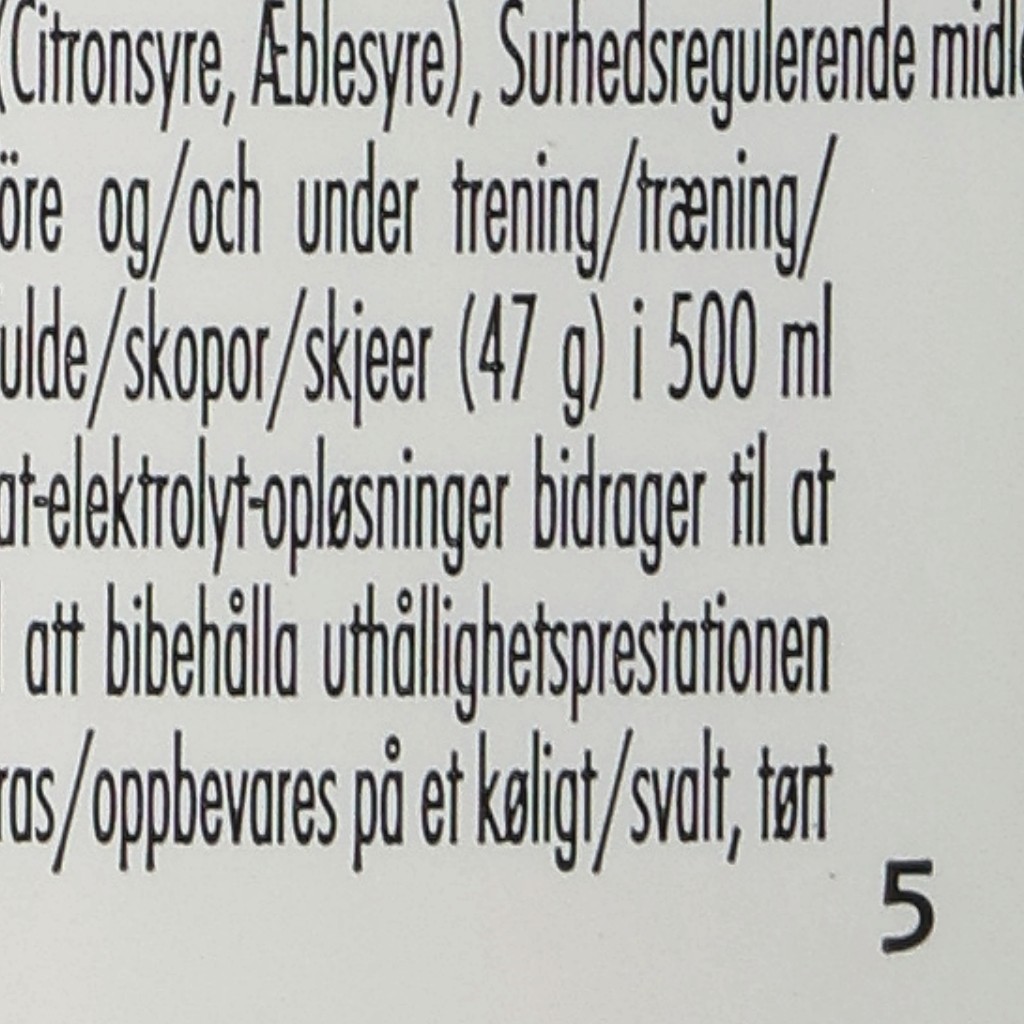 (Citronsyre, Æblesyre), Surhedsregulerende
öre og/och under trening/træning/
ulde/skopor/skjeer (47 g) i 500 ml
at-elektrolyt-opløsninger bidrager til at
att bibehålla uthållighetsprestationen
ras/oppbevares på et køligt/svalt, tørt
5